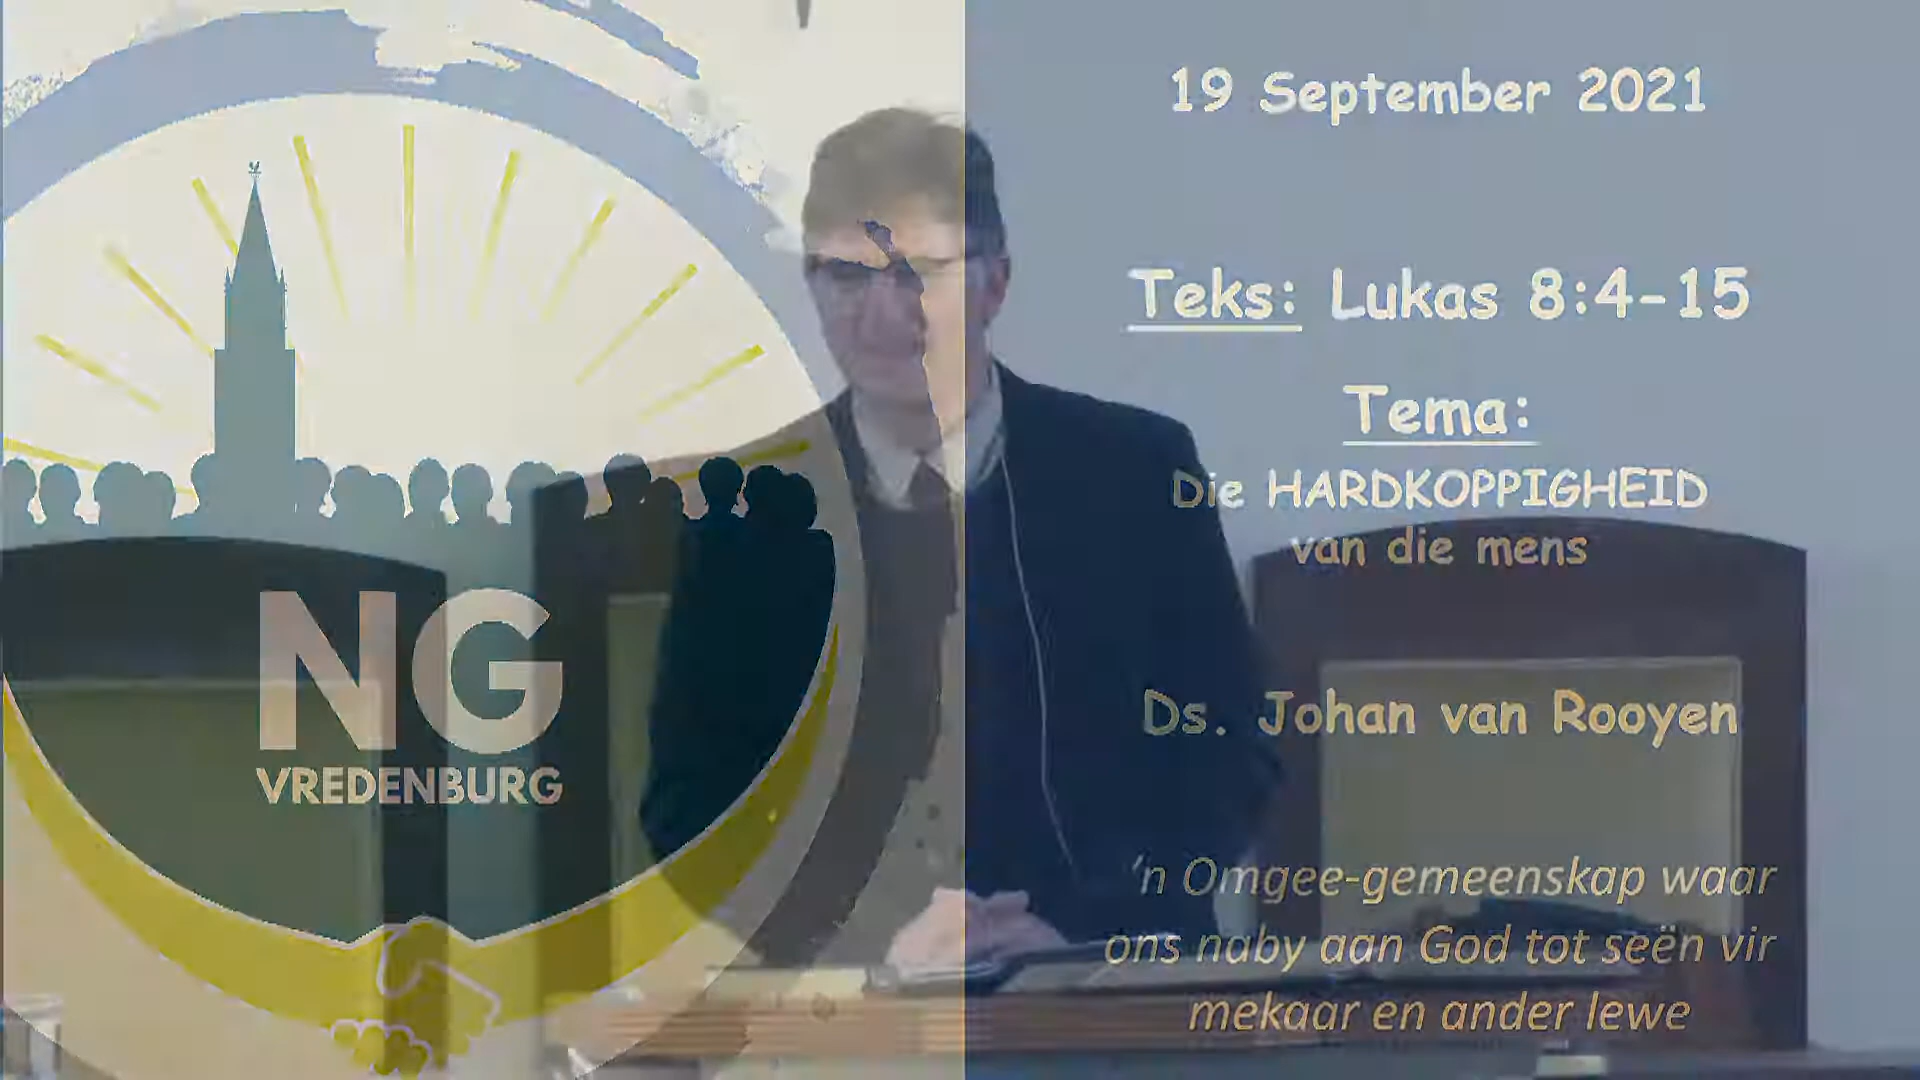 NG
VREDENBURG
19 September 2021
Teks: Lukas 8:4-15
Tema:
Die HARDKOPPIGHEID
van die mens
Ds. Johan van Rooyen
'n Omgee-gemeenskap waar
ons naby aan God tot seën vir
mekaar en ander lewe